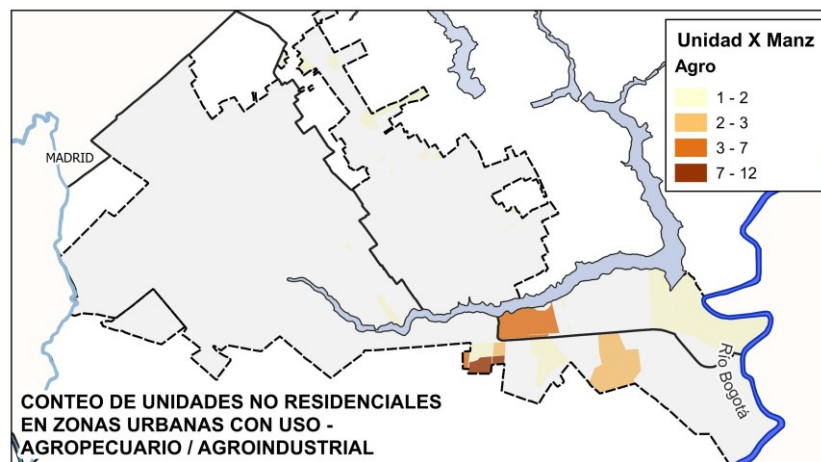 Unidad X Manz
Agro
1 - 2
2 - 3
3 - 7
7 - 12
MADRID
Río Bogotá
CONTEO DE UNIDADES NO RESIDENCIALES
EN ZONAS URBANAS CON USO -
AGROPECUARIO / AGROINDUSTRIAL